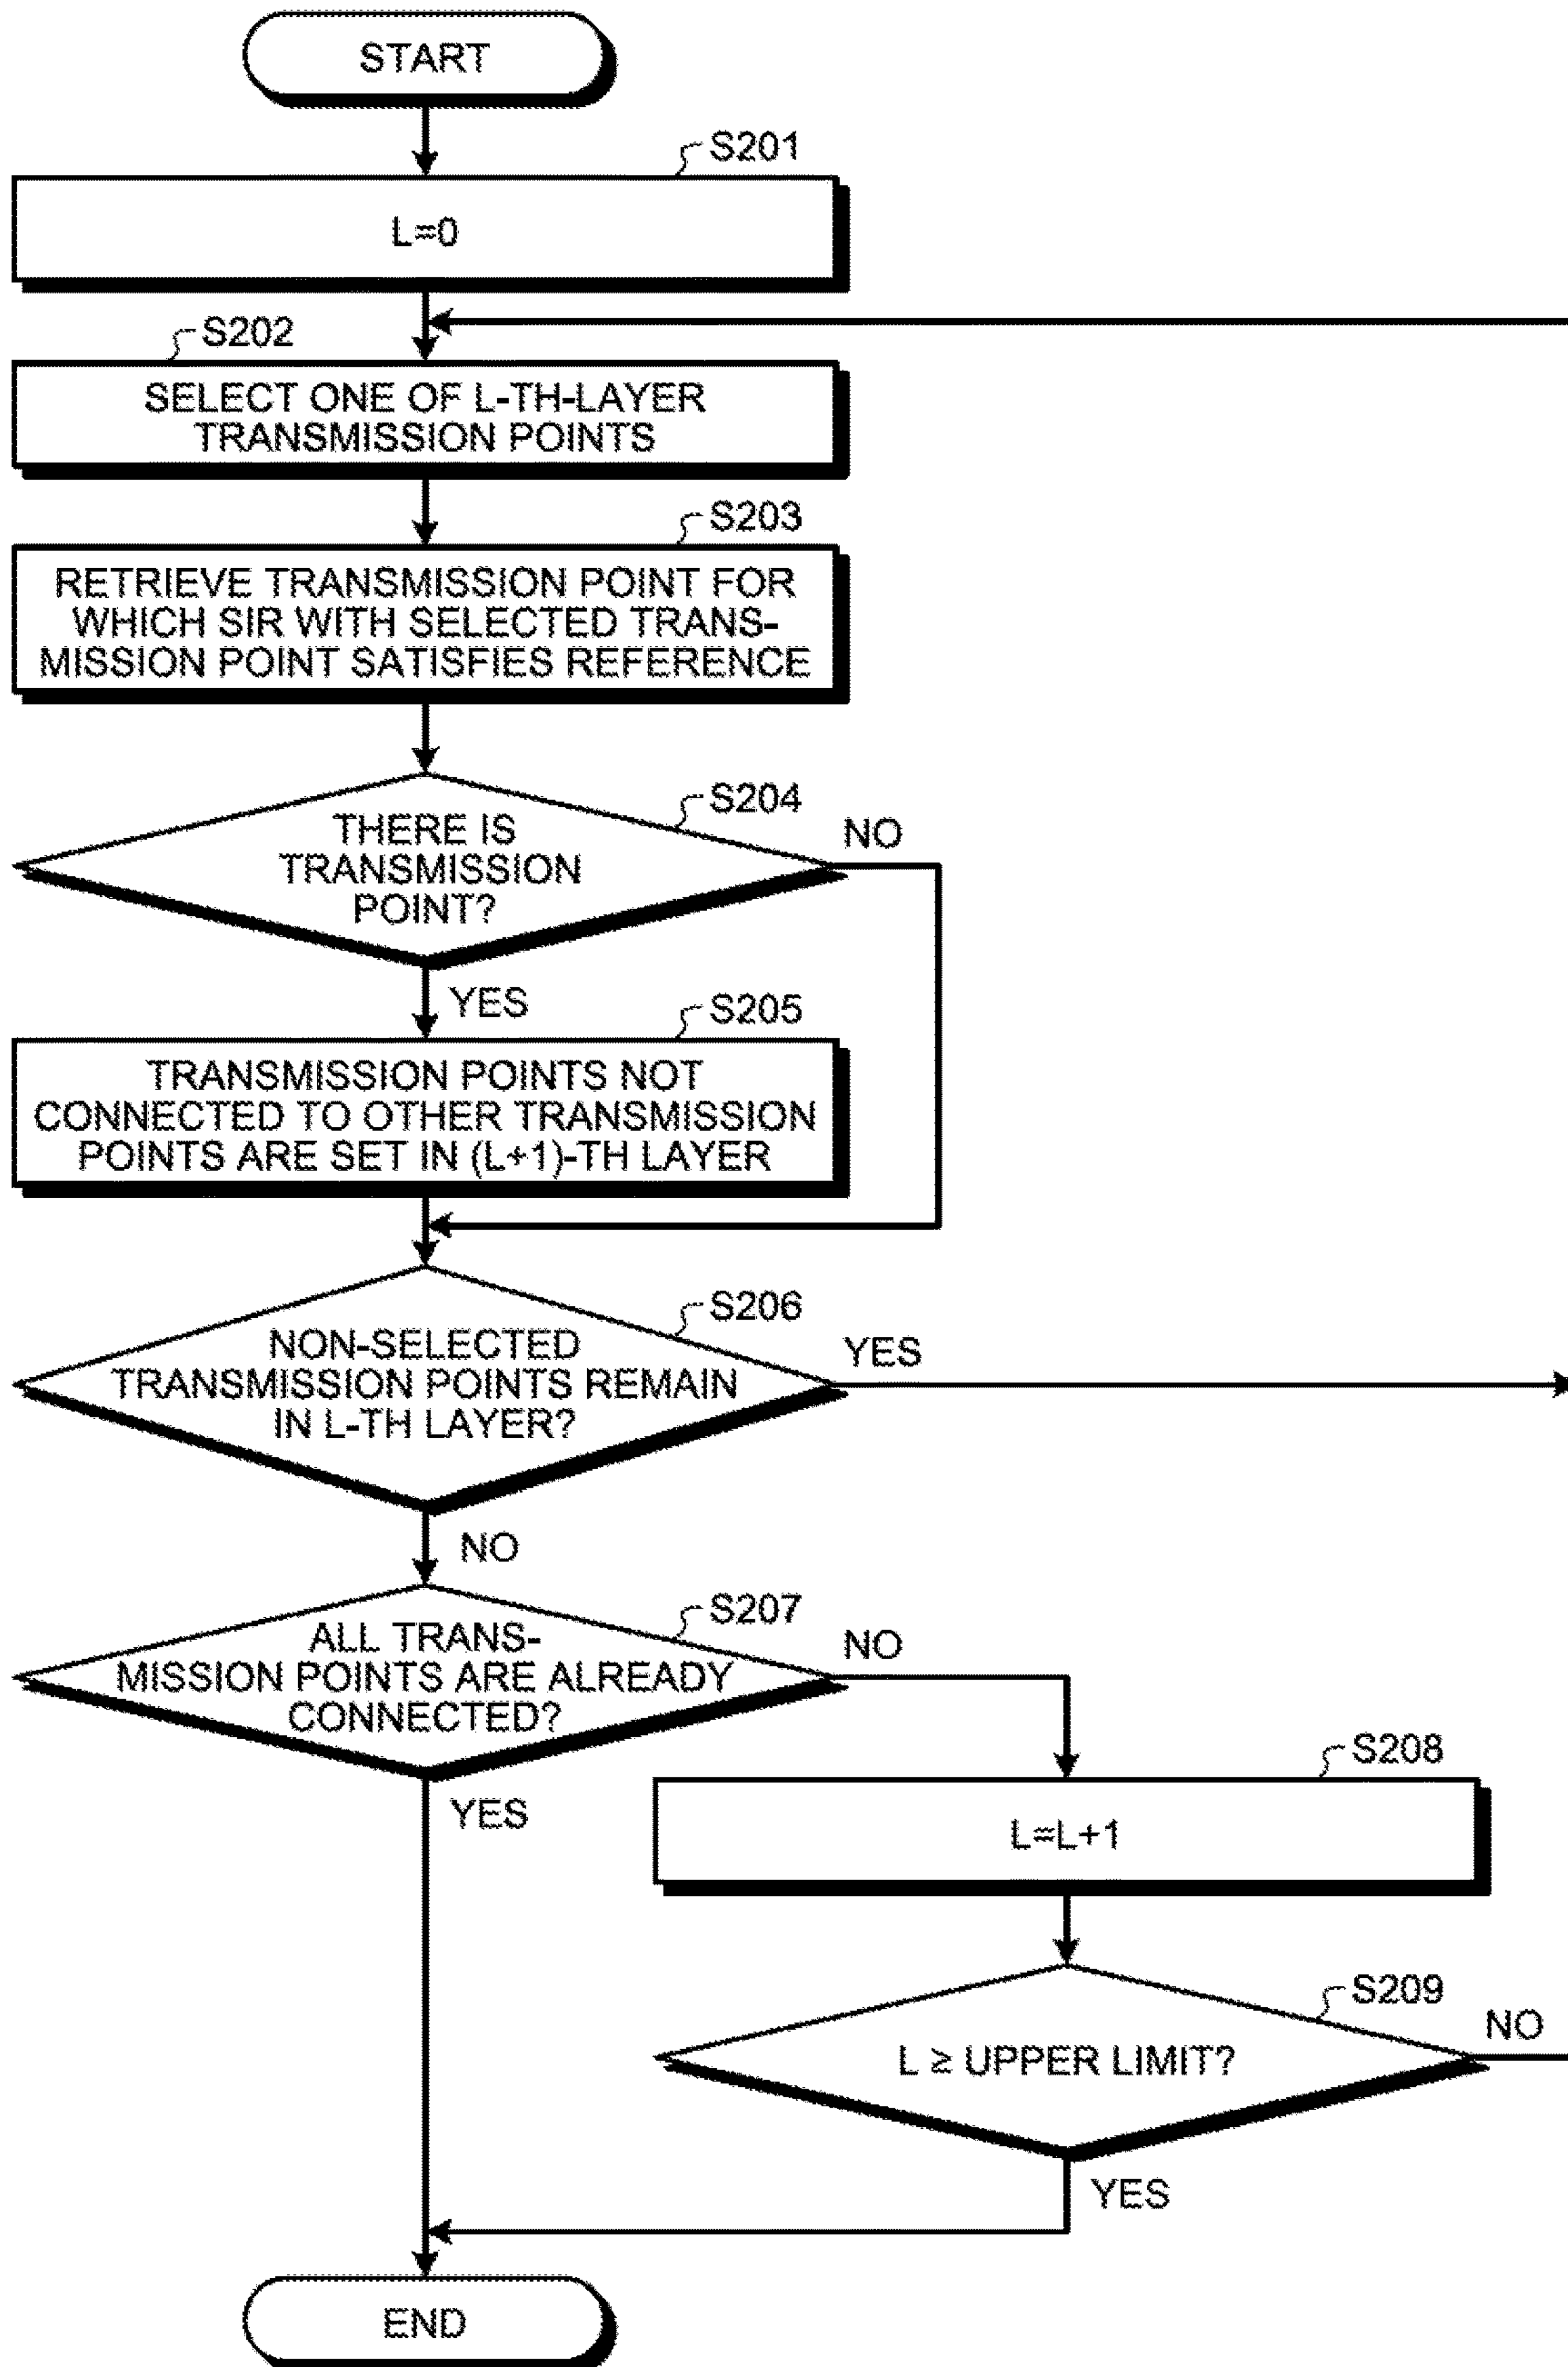 START
S201
L=0
S202
SELECT ONE OF L-TH-LAYER
TRANSMISSION POINTS
S203
RETRIEVE TRANSMISSION POINT FOR
WHICH SIR WITH SELECTED TRANS-
MISSION POINT SATISFIES REFERENCE
S204
THERE IS
TRANSMISSION
POINT?
NO
YES
S205
TRANSMISSION POINTS NOT
CONNECTED TO OTHER TRANSMISSION
POINTS ARE SET IN (L+1)-TH LAYER
S206
NON-SELECTED
TRANSMISSION POINTS REMAIN
IN L-TH LAYER?
YES
NO
S207
ALL TRANS-
MISSION POINTS ARE ALREADY
CONNECTED?
NO
YES
S208
L=L+1
S209
L ≥ UPPER LIMIT?
NO
YES
END